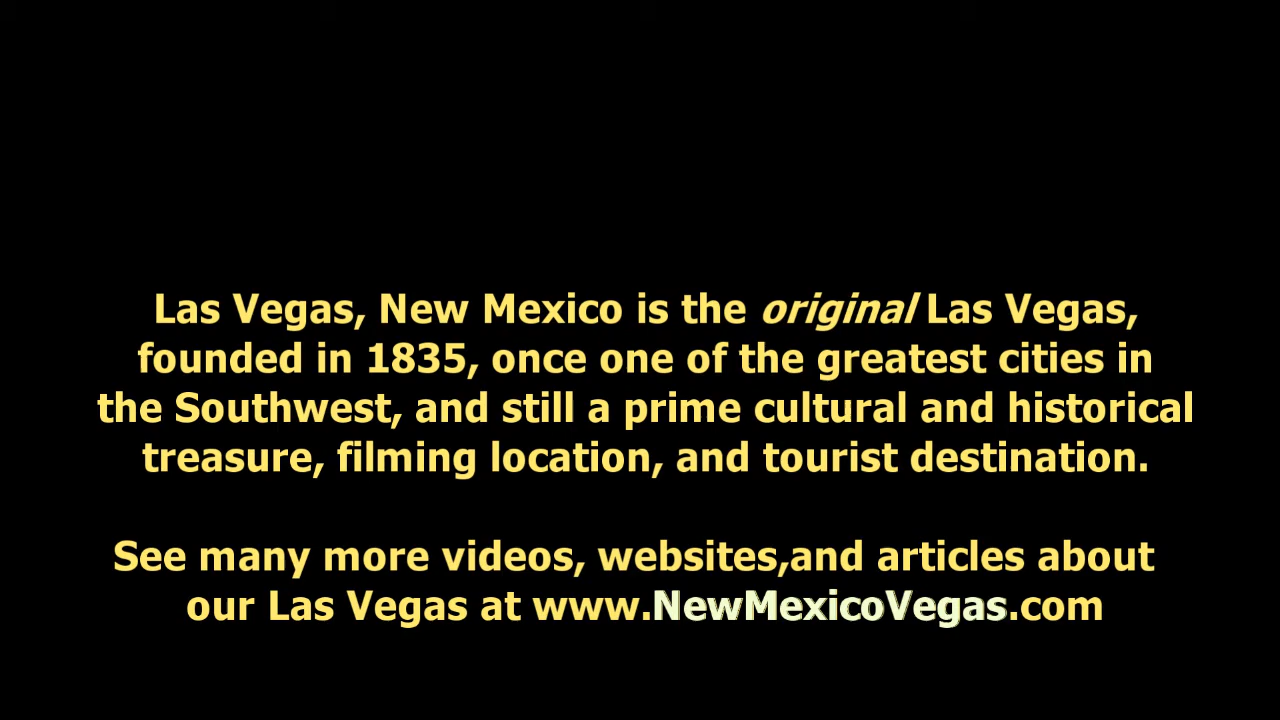 Las Vegas, New Mexico is the original Las Vegas,
founded in 1835, once one of the greatest cities in
the Southwest, and still a prime cultural and historical
treasure, filming location, and tourist destination.
See many more videos, websites,and articles about
our Las Vegas at www.NewMexicoVegas.com